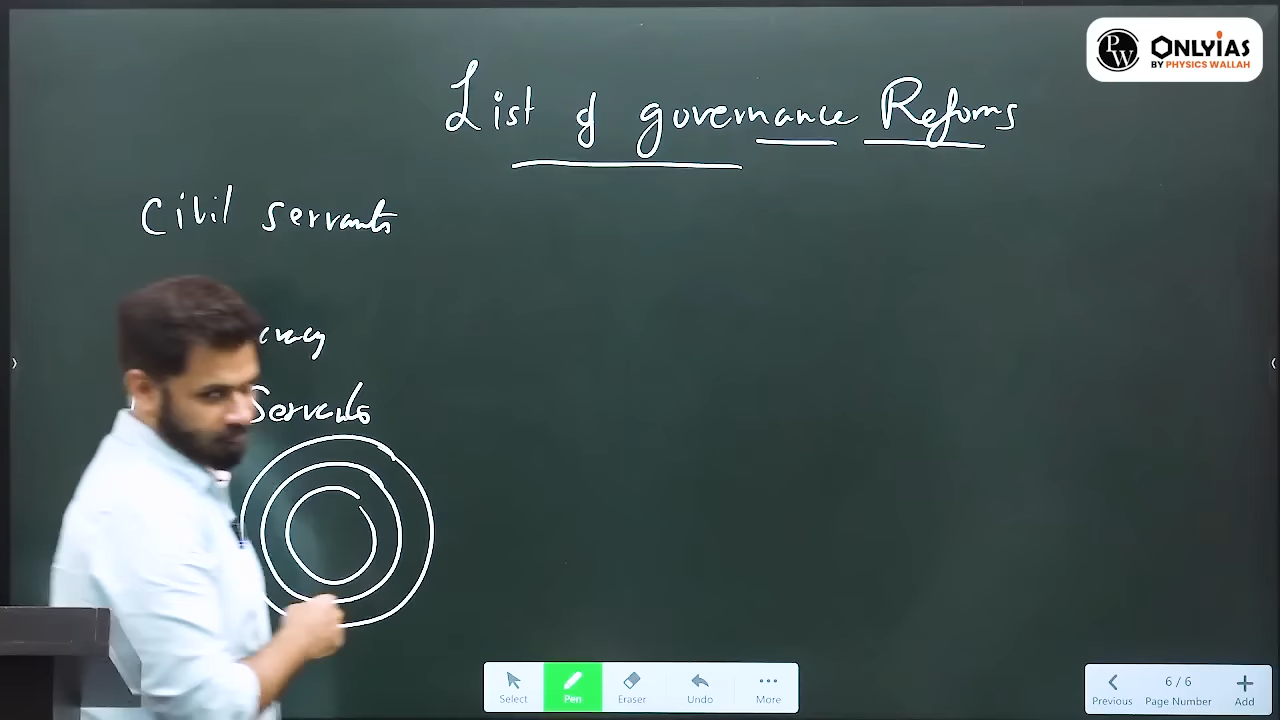 PW ONLYIAS
BY PHYSICS WALLAH
List of governance Reforms
Civil servants
Servants
Select
Pen
Eraser
Undo
More
Previous
6 / 6
Page Number
Add